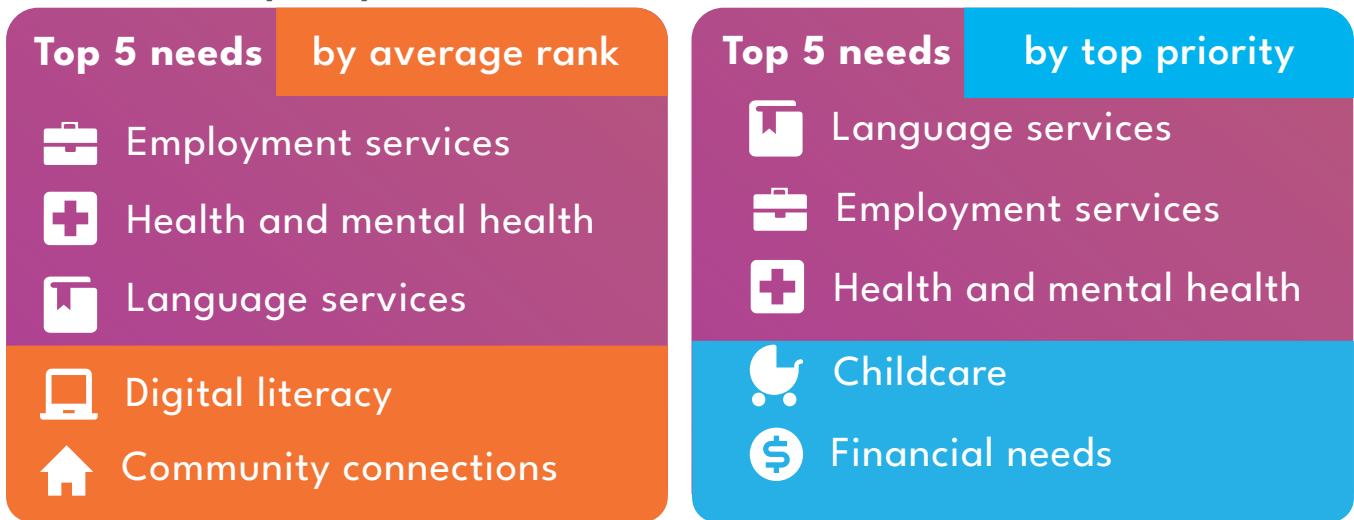 Top 5 needs by average rank
Employment services
Health and mental health
Language services
Digital literacy
Community connections
Top 5 needs by top priority
Language services
Employment services
Health and mental health
Childcare
Financial needs